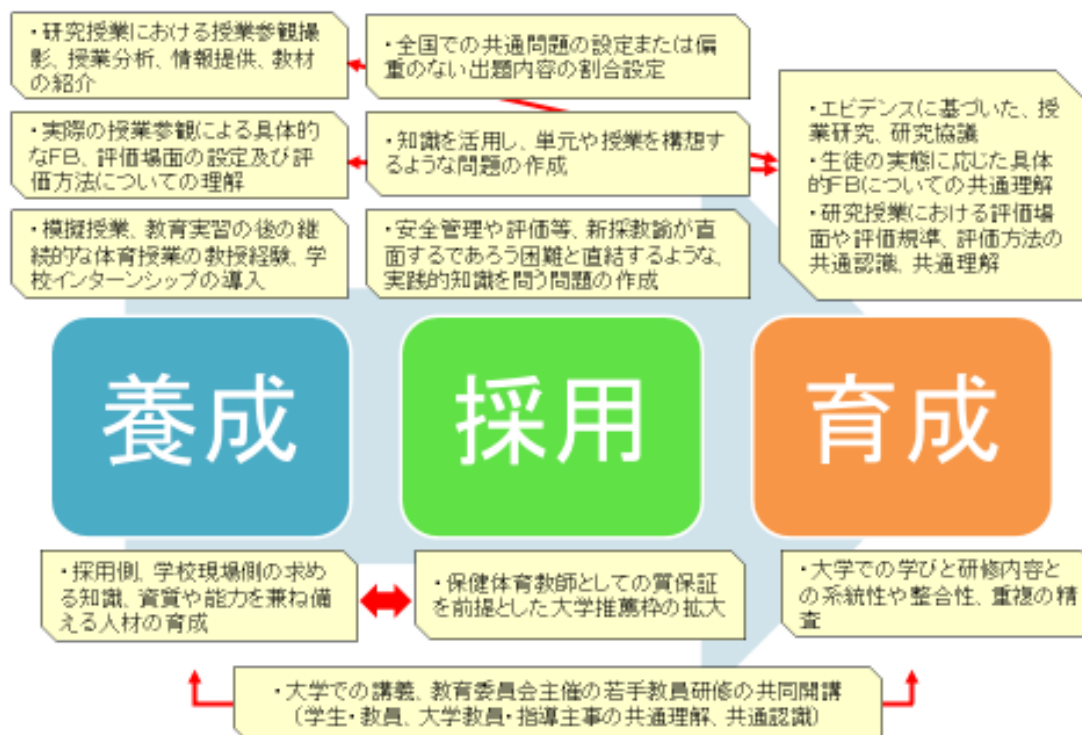 ・研究授業における授業参観撮
影、授業分析、情報提供、教材
の紹介
・全国での共通問題の設定または偏
重のない出題内容の割合設定
・エビデンスに基づいた、授
業研究、研究協議
・生徒の実態に応じた具体
的FBについての共通理解
・研究授業における評価場
面や評価規準、評価方法の
共通認識、共通理解
・実際の授業参観による具体的
なFB、評価場面の設定及び評
価方法についての理解
・知識を活用し、単元や授業を構想す
るような問題の作成
・模擬授業、教育実習の後の継
続的な体育授業の教授経験、学
校インターンシップの導入
・安全管理や評価等、新採教諭が直
面するであろう困難と直結するような、
実践的知識を問う問題の作成
養成
採用
育成
・採用側、学校現場側の求め
る知識、資質や能力を兼ね備
える人材の育成
・保健体育教師としての質保証
を前提とした大学推薦枠の拡大
・大学での学びと研修内容と
の系統性や整合性、重複の精
査
・大学での講義、教育委員会主催の若手教員研修の共同開講
（学生・教員、大学教員・指導主事の共通理解、共通認識）